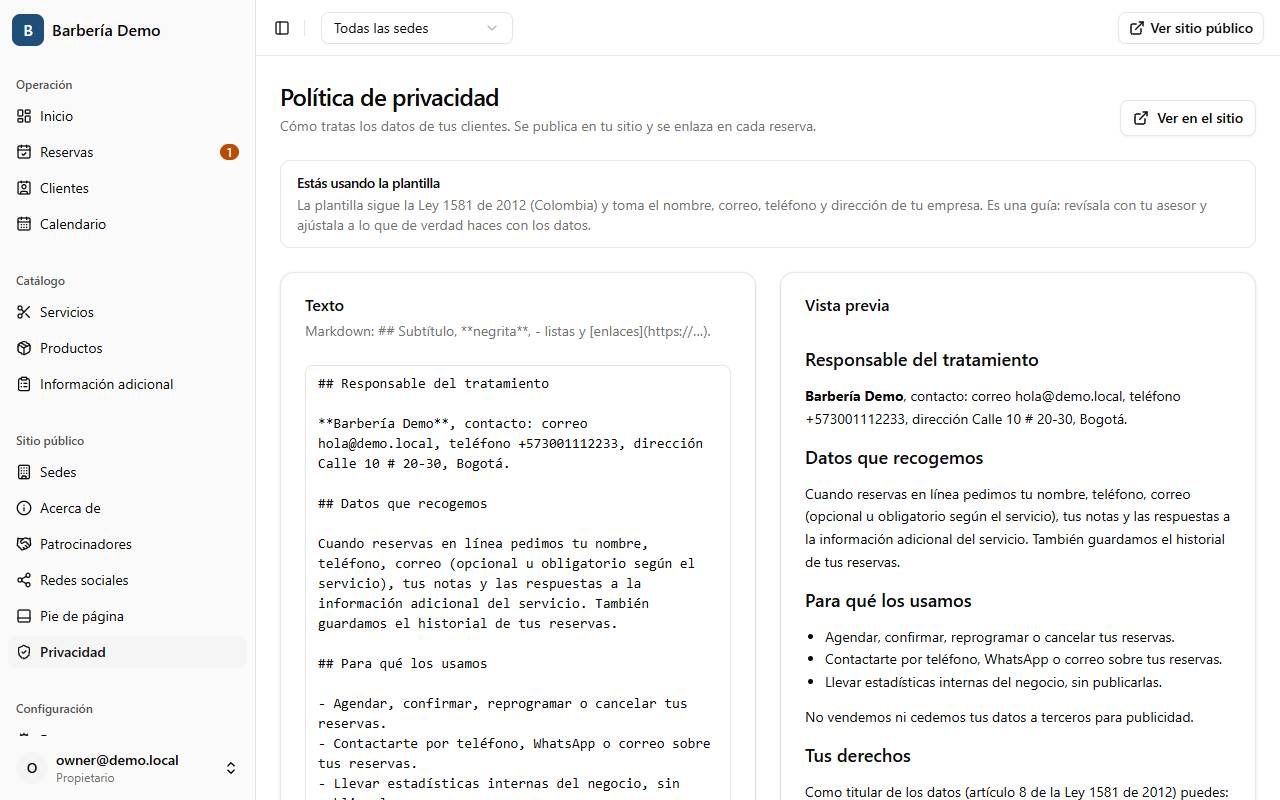 B Barbería Demo
Todas las sedes
Ver sitio público
Operación
Inicio
Reservas 1
Clientes
Calendario
Catálogo
Servicios
Productos
Información adicional
Sitio público
Sedes
Acerca de
Patrocinadores
Redes sociales
Pie de página
Privacidad
Configuración
O owner@demo.local
Propietario
Política de privacidad
Cómo tratas los datos de tus clientes. Se publica en tu sitio y se enlaza en cada reserva.
Ver en el sitio
Estás usando la plantilla
La plantilla sigue la Ley 1581 de 2012 (Colombia) y toma el nombre, correo, teléfono y dirección de tu empresa. Es una guía: revísala con tu asesor y
ajústala a lo que de verdad haces con los datos.
Texto
Markdown: ## Subtítulo, **negrita**, - listas y [enlaces](https://...).
## Responsable del tratamiento
**Barbería Demo**, contacto: correo
hola@demo.local, teléfono +573001112233, dirección
Calle 10 # 20-30, Bogotá.
## Datos que recogemos
Cuando reservas en línea pedimos tu nombre,
teléfono, correo (opcional u obligatorio según el
servicio), tus notas y las respuestas a la
información adicional del servicio. También
guardamos el historial de tus reservas.
## Para qué los usamos
- Agendar, confirmar, reprogramar o cancelar tus
reservas.
- Contactarte por teléfono, WhatsApp o correo sobre
tus reservas.
- Llevar estadísticas internas del negocio, sin
Vista previa
Responsable del tratamiento
Barbería Demo, contacto: correo hola@demo.local, teléfono
+573001112233, dirección Calle 10 # 20-30, Bogotá.
Datos que recogemos
Cuando reservas en línea pedimos tu nombre, teléfono, correo
(opcional u obligatorio según el servicio), tus notas y las respuestas a
la información adicional del servicio. También guardamos el historial
de tus reservas.
Para qué los usamos
• Agendar, confirmar, reprogramar o cancelar tus reservas.
• Contactarte por teléfono, WhatsApp o correo sobre tus reservas.
• Llevar estadísticas internas del negocio, sin publicarlas.
No vendemos ni cedemos tus datos a terceros para publicidad.
Tus derechos
Como titular de los datos (artículo 8 de la Ley 1581 de 2012) puedes: